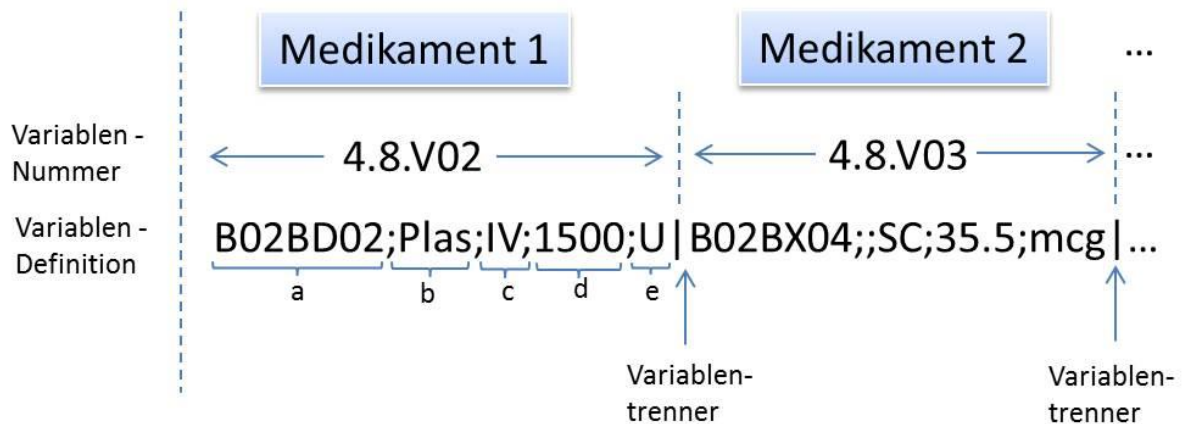 Medikament 1 Medikament 2 ...
Variablen -
Nummer
4.8.V02 4.8.V03 ...
Variablen -
Definition
B02BD02;Plas;IV;1500;U|B02BX04;;SC;35.5;mcg|...
a b c d e
Variablen-
trenner
Variablen-
trenner